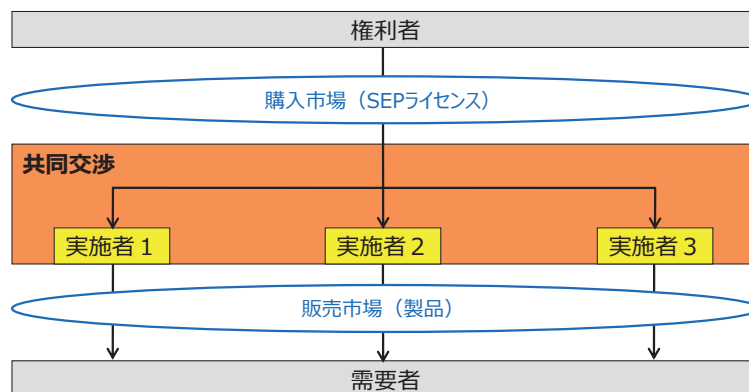 権利者
購入市場（SEPライセンス）
共同交渉
実施者１
実施者２
実施者３
販売市場（製品）
需要者